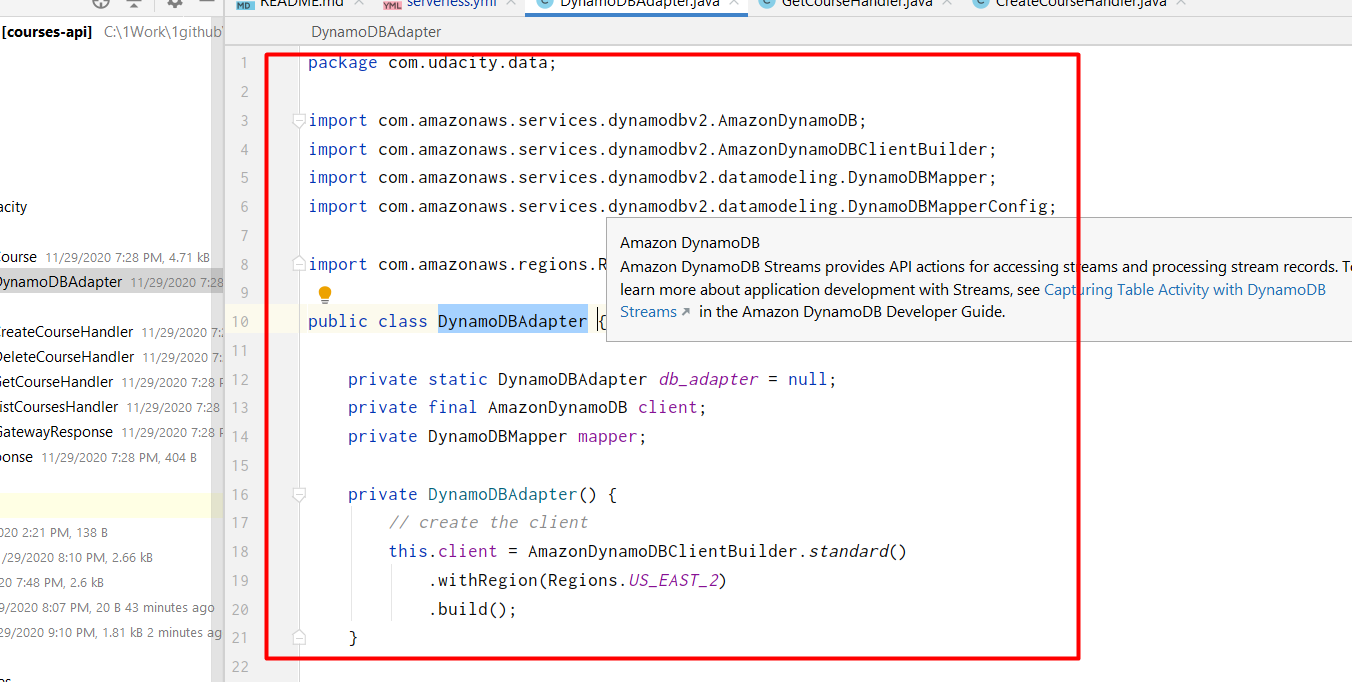 README.md
serverless.yml
DynamoDBAdapter.java
GetCourseHandler.java
CreateCourseHandler.java
MD
YML
C
C
C
[courses-api] C:\1Work\1github
DynamoDBAdapter
acity
ourse 11/29/2020 7:28 PM, 4.71 kB
DynamoDBAdapter 11/29/2020 7:28
CreateCourseHandler 11/29/2020 7:
DeleteCourseHandler 11/29/2020 7:
GetCourseHandler 11/29/2020 7:28 P
istCoursesHandler 11/29/2020 7:28
GatewayResponse 11/29/2020 7:28 P
ponse 11/29/2020 7:28 PM, 404 B
020 2:21 PM, 138 B
/29/2020 8:10 PM, 2.66 kB
20 7:48 PM, 2.6 kB
9/2020 8:07 PM, 20 B 43 minutes ago
29/2020 9:10 PM, 1.81 kB 2 minutes ag
1 package com.udacity.data;
2
3 import com.amazonaws.services.dynamodbv2.AmazonDynamoDB;
4 import com.amazonaws.services.dynamodbv2.AmazonDynamoDBClientBuilder;
5 import com.amazonaws.services.dynamodbv2.datamodeling.DynamoDBMapper;
6 import com.amazonaws.services.dynamodbv2.datamodeling.DynamoDBMapperConfig;
7
8 import com.amazonaws.regions.R
9
10 public class DynamoDBAdapter {
11
12 private static DynamoDBAdapter db_adapter = null;
13 private final AmazonDynamoDB client;
14 private DynamoDBMapper mapper;
15
16 private DynamoDBAdapter() {
17 // create the client
18 this.client = AmazonDynamoDBClientBuilder.standard()
19 .withRegion(Regions.US_EAST_2)
20 .build();
21 }
22
Amazon DynamoDB
Amazon DynamoDB Streams provides API actions for accessing streams and processing stream records. To
learn more about application development with Streams, see Capturing Table Activity with DynamoDB
Streams in the Amazon DynamoDB Developer Guide.